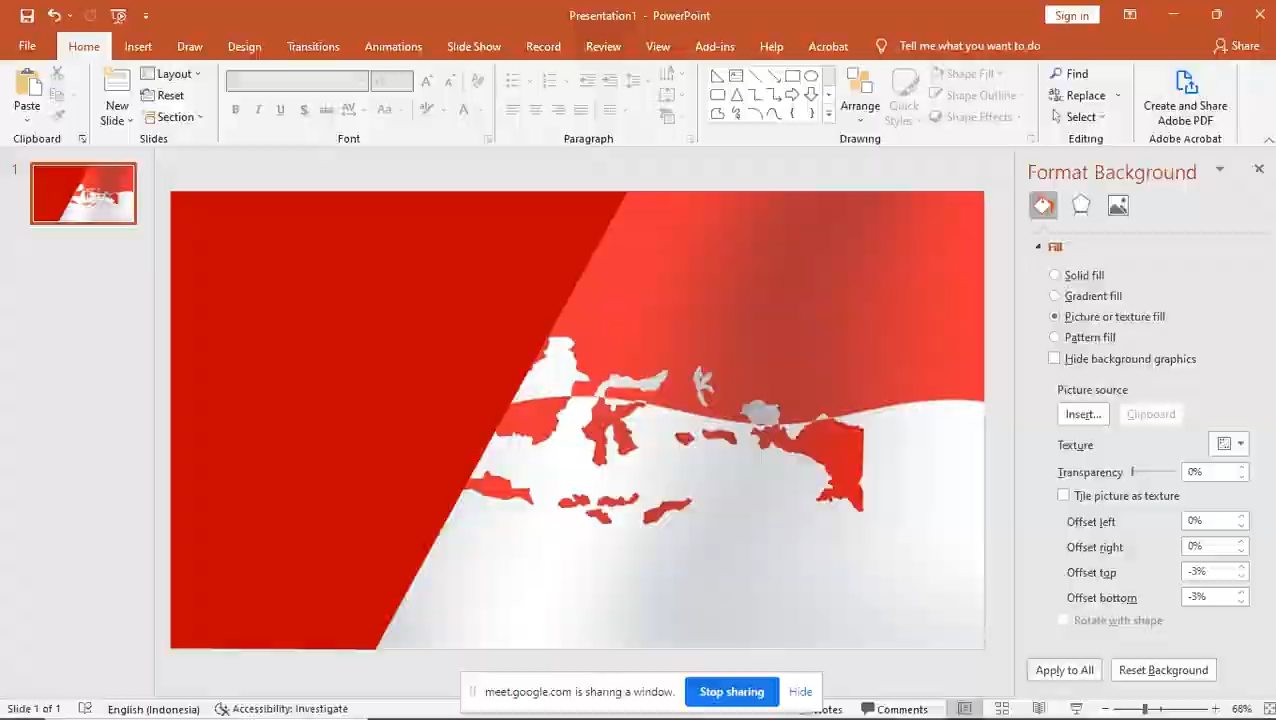 Presentation1 - PowerPoint
Sign in
File Home Insert Draw Design Transitions Animations Slide Show Record Review View Add-ins Help Acrobat Tell me what you want to do Share
Paste
New Slide
Layout
Reset
Section
Arrange
Quick Styles
Shape Fill
Shape Outline
Shape Effects
Find
Replace
Select
Create and Share Adobe PDF
B I U S ab AV Aa A
Clipboard Slides Font Paragraph Drawing Editing Adobe Acrobat
1
Format Background
Fill
Solid fill
Gradient fill
Picture or texture fill
Pattern fill
Hide background graphics
Picture source
Insert... Clipboard
Texture
Transparency 0%
Tile picture as texture
Offset left 0%
Offset right 0%
Offset top -3%
Offset bottom -3%
Rotate with shape
Apply to All Reset Background
meet.google.com is sharing a window. Stop sharing Hide
Slide 1 of 1 English (Indonesia) Accessibility: Investigate Notes Comments 68%